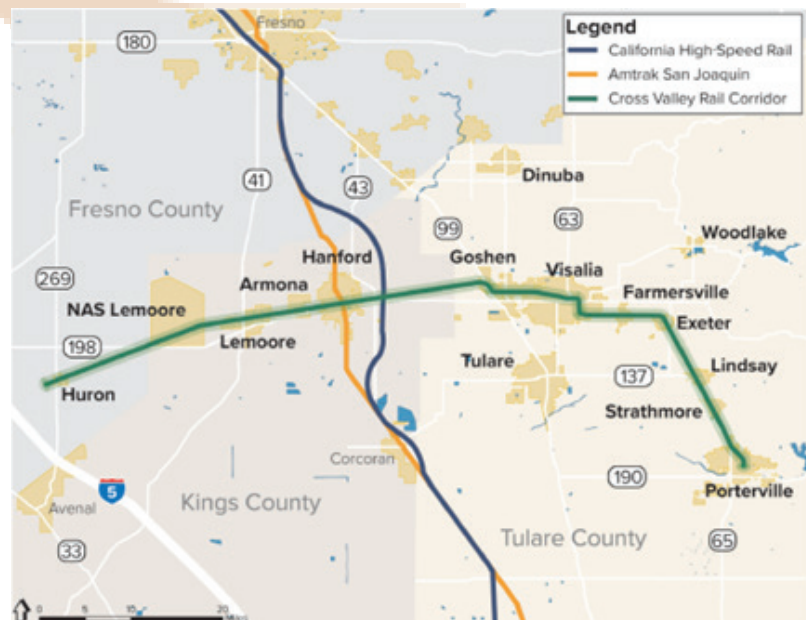 Legend
California High-Speed Rail
Amtrak San Joaquin
Cross Valley Rail Corridor
Fresno
180
Dinuba
41
43
63
Fresno County
99
Woodlake
Hanford
Goshen
Visalia
269
Armona
NAS Lemoore
Farmersville
Exeter
198
Lemoore
Tulare
137
Lindsay
Huron
Strathmore
Corcoran
190
Porterville
5
Avenal
Kings County
Tulare County
65
33
0 5 10 20